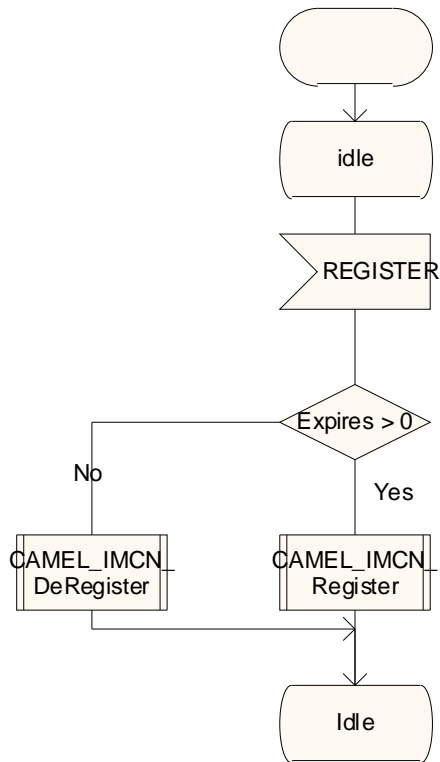 idle
REGISTER
Expires > 0
No
Yes
CAMEL_IMCN_
DeRegister
CAMEL_IMCN_
Register
Idle